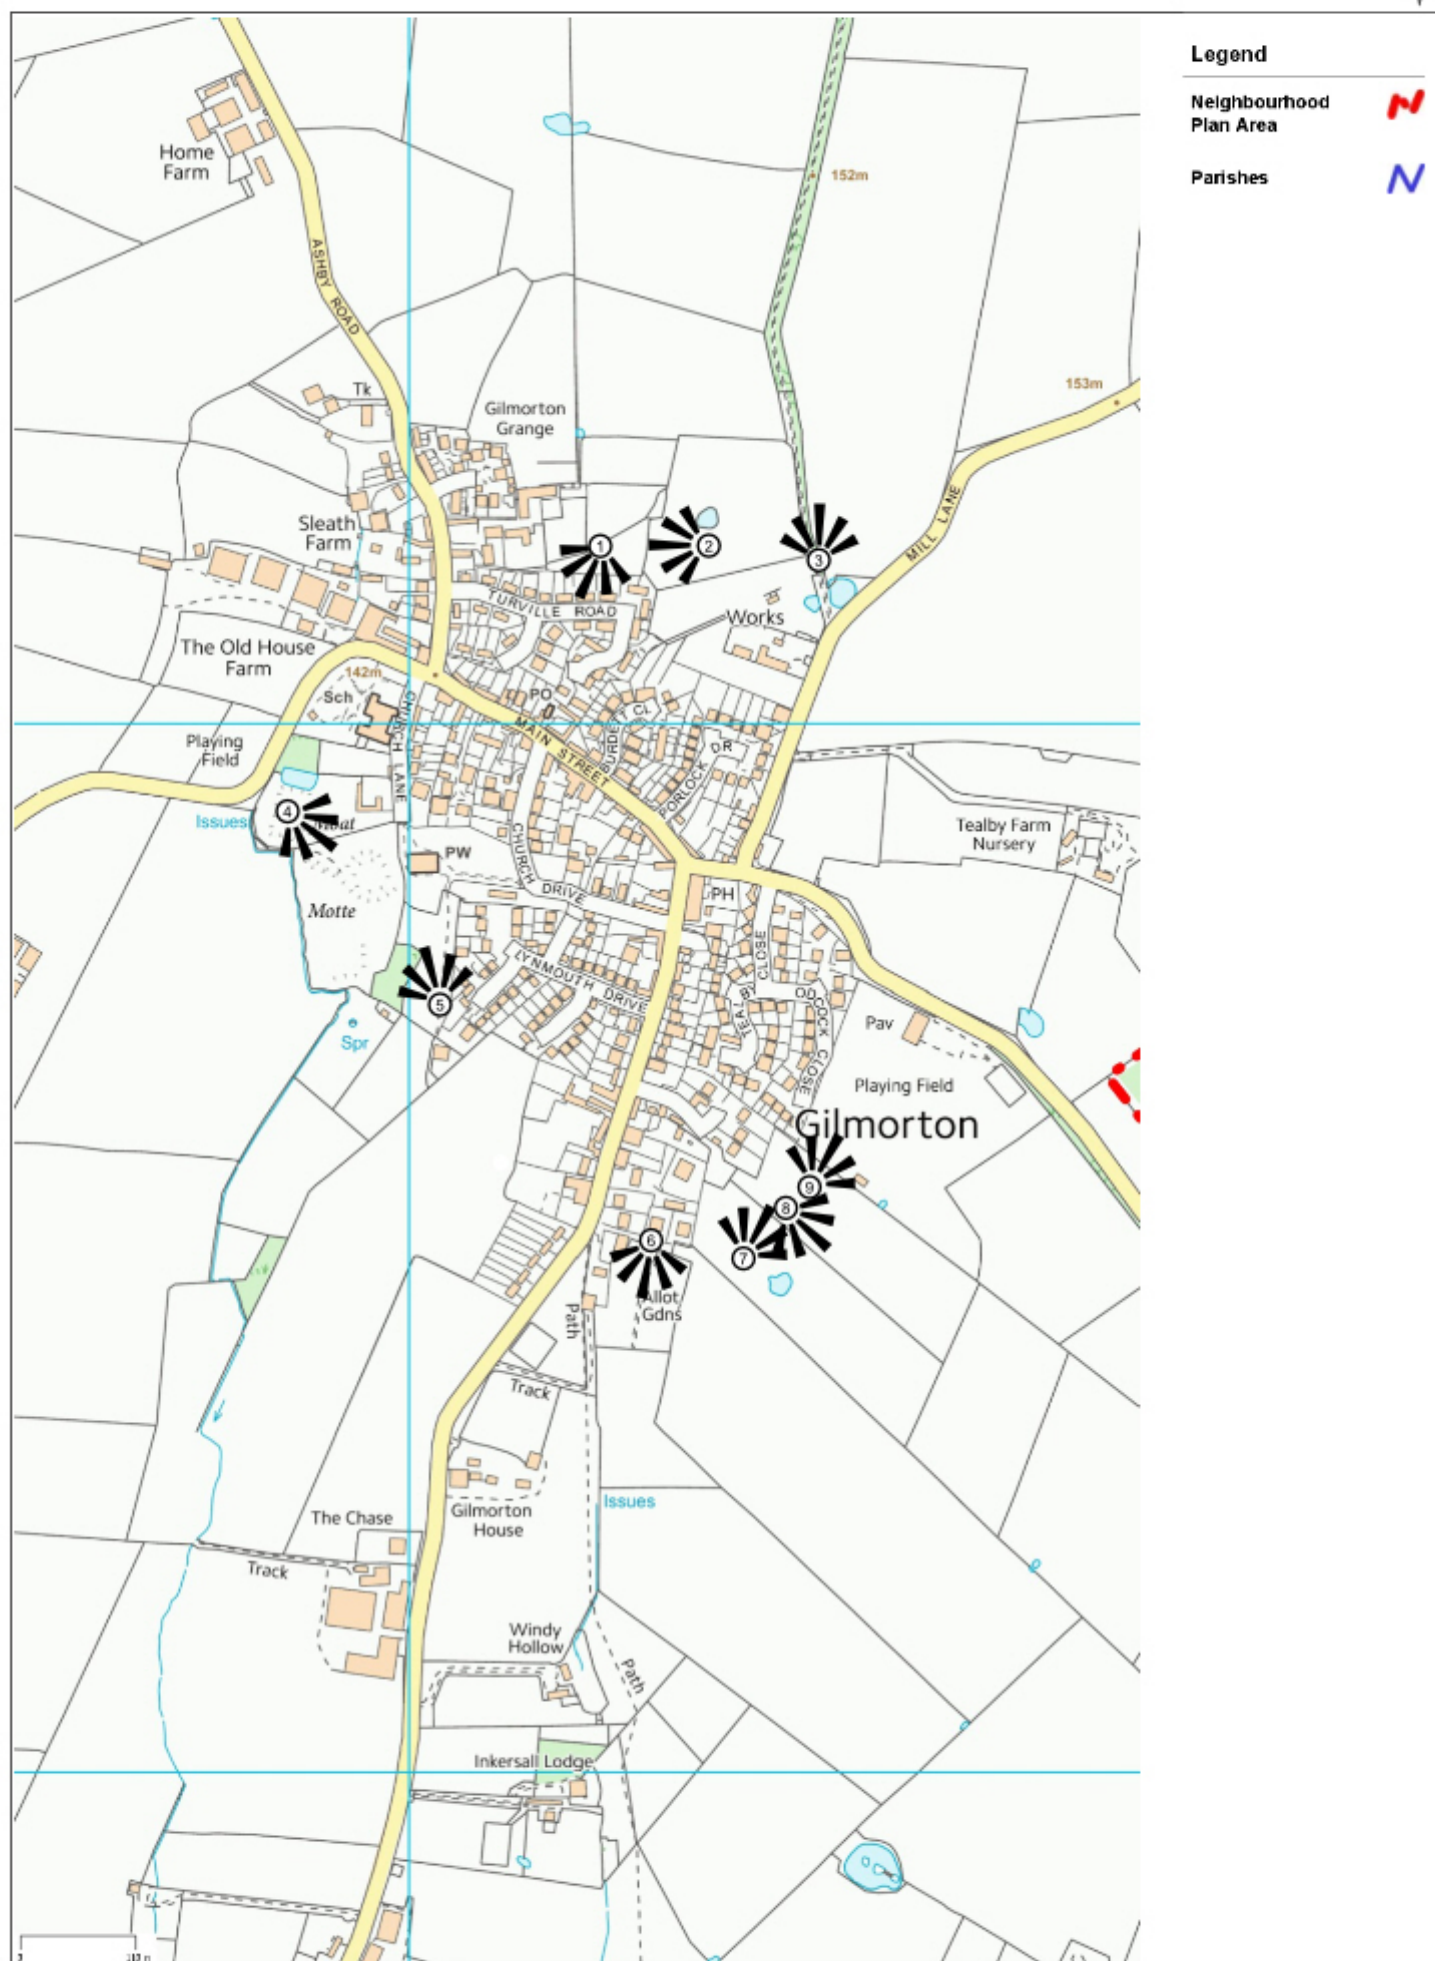 Legend
Neighbourhood
Plan Area
Parishes
Home
Farm
152m
ASHBY ROAD
153m
Tk
Gilmorton
Grange
MILL LANE
Sleath
Farm
1
2
3
TURVILLE ROAD
Works
The Old House
Farm
142m
Sch
PO
CHURCH LANE
MAIN STREET
BURDETT CL
DR
PORLOCK
Playing
Field
4
Issues
Moat
PW
CHURCH
DRIVE
Tealby Farm
Nursery
PH
Motte
LYNMOUTH DRIVE
TEALBY
CLOSE
ODCOCK CLOSE
5
Spr
Pav
Playing Field
Gilmorton
9
8
7
6
Allot
Gdns
Path
Track
Gilmorton
House
Issues
The Chase
Track
Windy
Hollow
Path
Inkersall Lodge